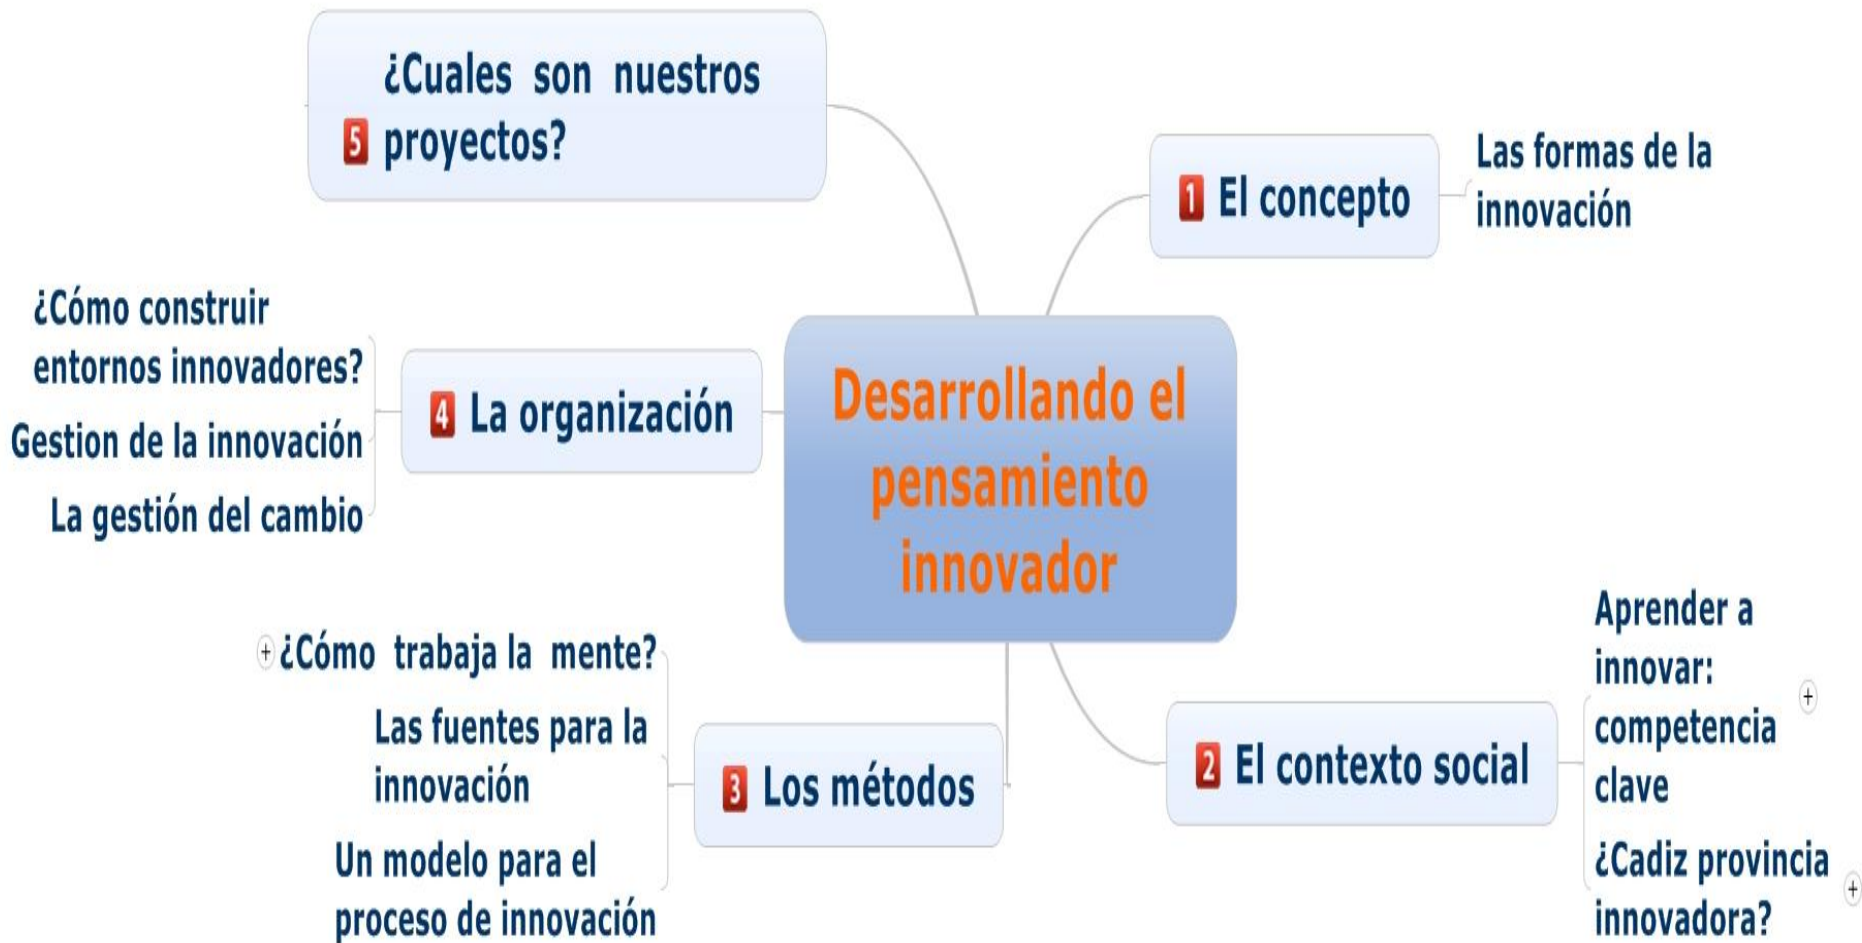 ¿Cuales son nuestros
5 proyectos?
1 El concepto
Las formas de la
innovación
¿Cómo construir
entornos innovadores?
Gestion de la innovación
La gestión del cambio
4 La organización
Desarrollando el
pensamiento
innovador
+ ¿Cómo trabaja la mente?
Las fuentes para la
innovación
Un modelo para el
proceso de innovación
3 Los métodos
2 El contexto social
Aprender a
innovar:
competencia
clave
+
¿Cadiz provincia
innovadora?
+